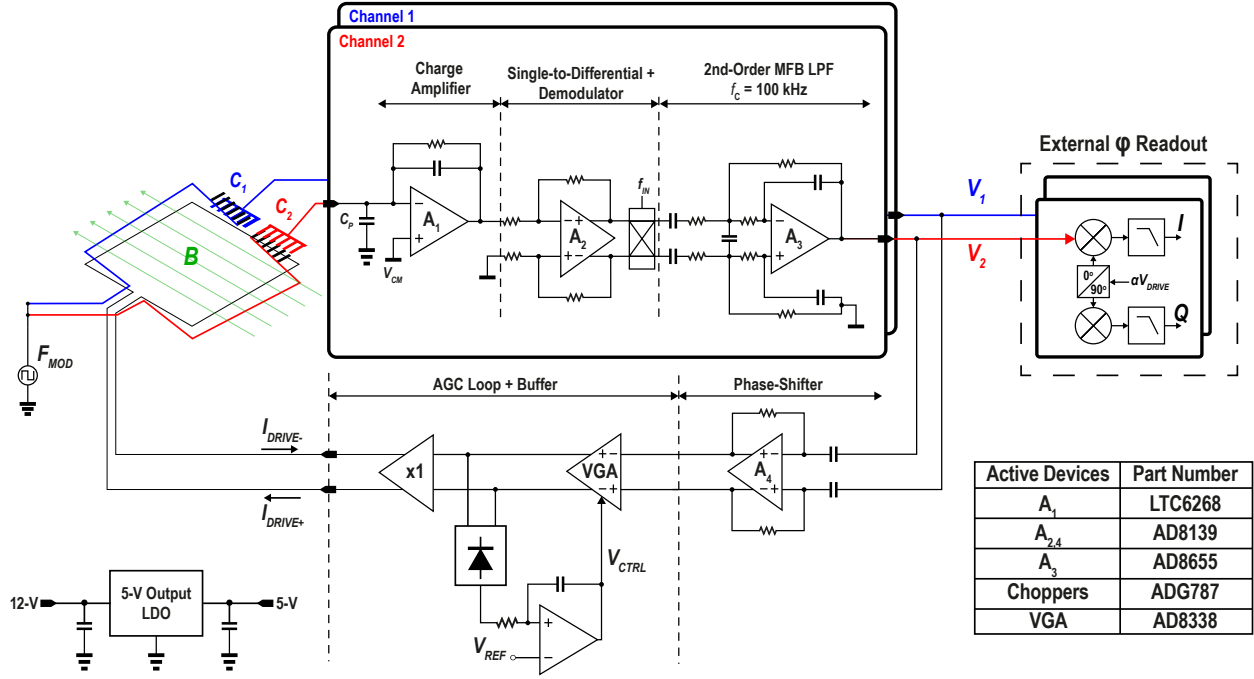 Channel 1
Channel 2
Charge
Amplifier
Single-to-Differential +
Demodulator
2nd-Order MFB LPF
fC = 100 kHz
External φ Readout
C1
C2
B
CP
A1
VCM
A2
fIN
A3
V1
V2
I
0°
90°
αVDRIVE
Q
FMOD
AGC Loop + Buffer
Phase-Shifter
IDRIVE-
IDRIVE+
x1
+ -
VGA
- +
+ -
A4
- +
VCTRL
VREF
+
-
12-V
5-V Output
LDO
5-V
Active Devices Part Number
A1 LTC6268
A2,4 AD8139
A3 AD8655
Choppers ADG787
VGA AD8338